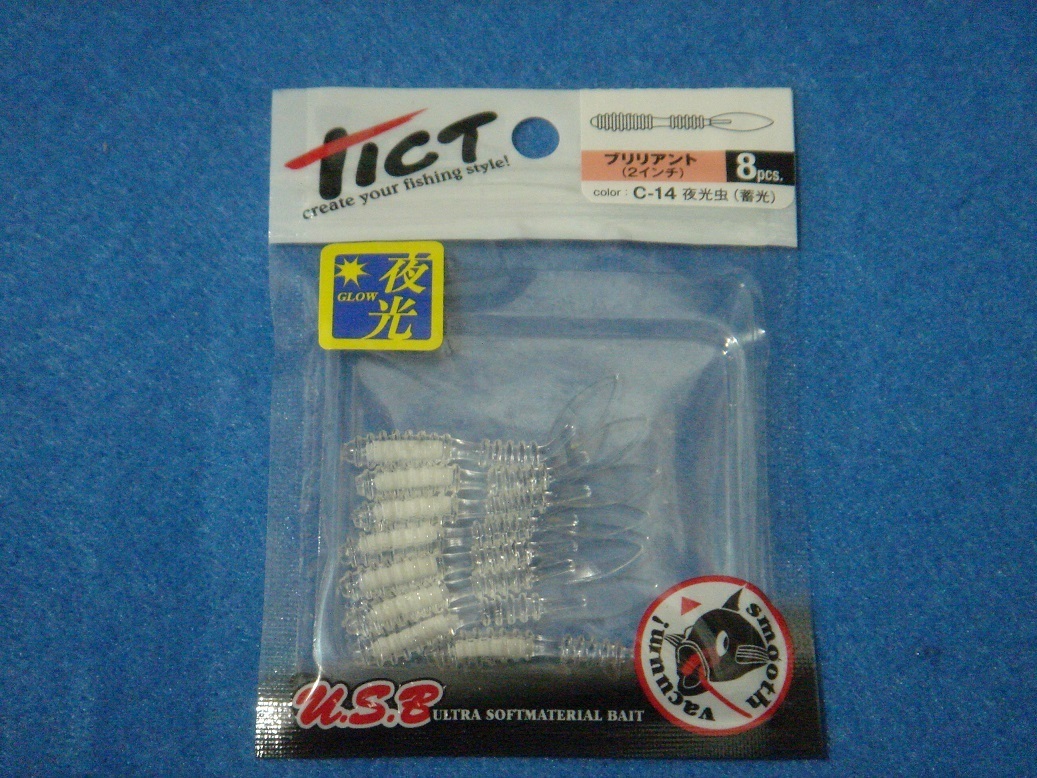 TICT
create your fishing style!
ブリリアント
(2インチ)
8pcs.
color : C-14 夜光虫 (蓄光)
夜光
GLOW
U.S.B
ULTRA SOFTMATERIAL BAIT
smooth
vacuum!